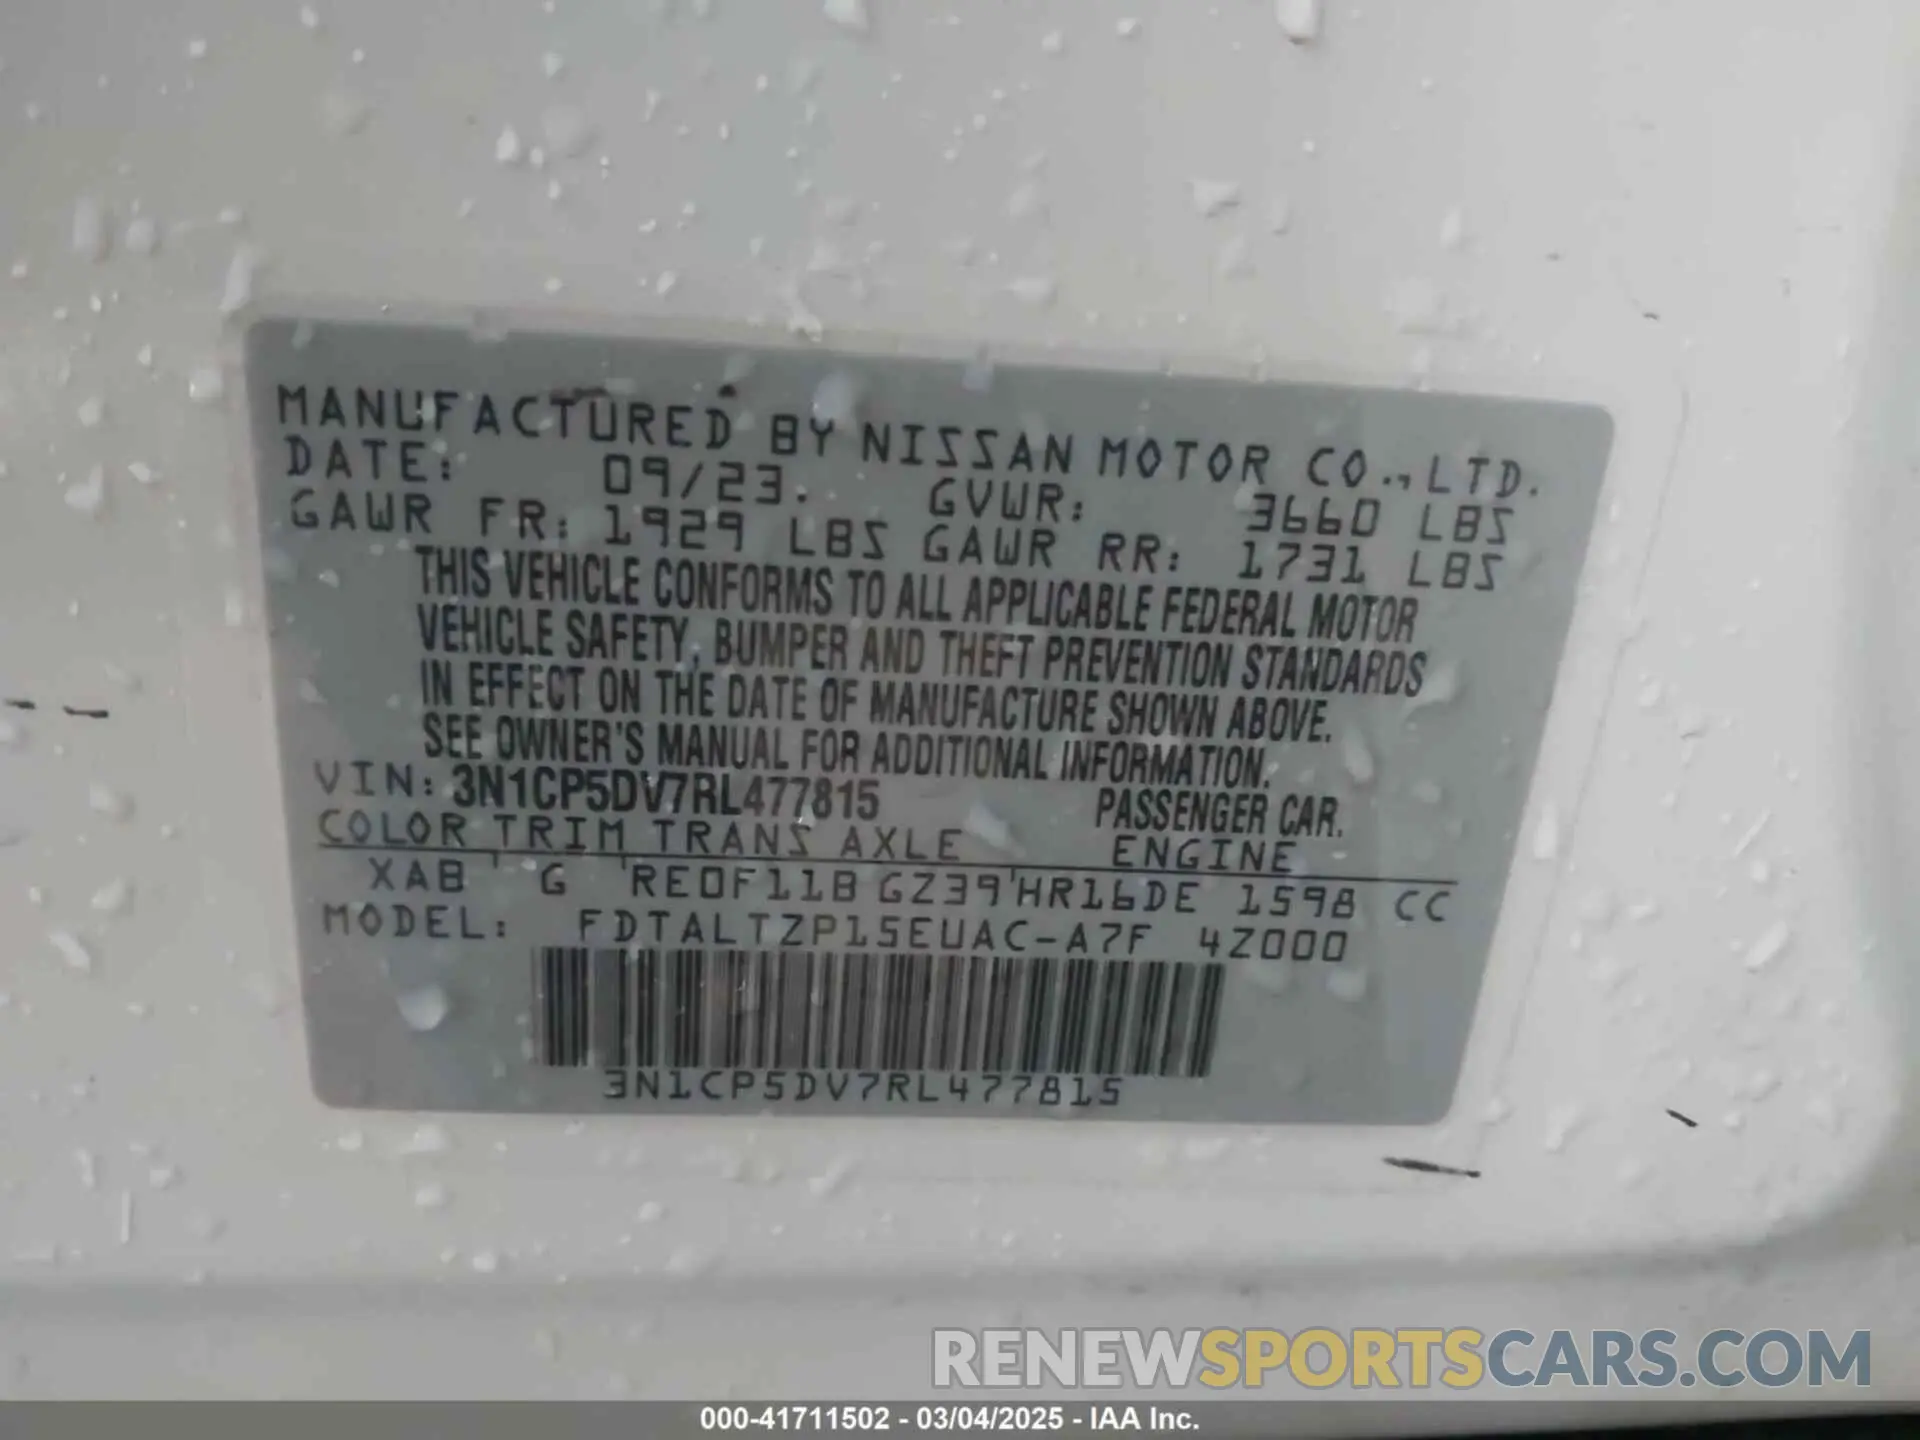 MANUFACTURED BY NISSAN MOTOR CO.,LTD.
DATE: 09/23. GVWR: 3660 LBS
GAWR FR: 1929 LBS GAWR RR: 1731 LBS
THIS VEHICLE CONFORMS TO ALL APPLICABLE FEDERAL MOTOR
VEHICLE SAFETY, BUMPER AND THEFT PREVENTION STANDARDS
IN EFFECT ON THE DATE OF MANUFACTURE SHOWN ABOVE.
SEE OWNER'S MANUAL FOR ADDITIONAL INFORMATION.
VIN: 3N1CP5DV7RL477815 PASSENGER CAR.
COLOR TRIM TRANS AXLE ENGINE
XAB G RE0F11B GZ39 HR16DE 1598 CC
MODEL: FDTALTZP15EUAC-A7F 4Z000
3N1CP5DV7RL477815
RENEWSPORTSCARS.COM
000-41711502 - 03/04/2025 - IAA Inc.